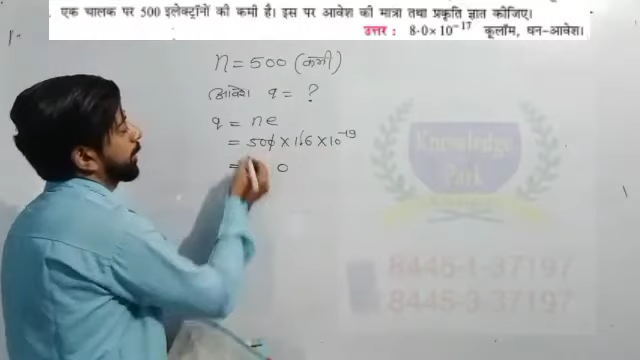 एक चालक पर 500 इलेक्ट्रॉनों की कमी है। इस पर आवेश की मात्रा तथा प्रकृति ज्ञात कीजिए।
उत्तर : 8·0×10⁻¹⁷ कूलॉम, धन-आवेश।
n = 500 (कमी)
आवेश q = ?
q = ne
= 500 × 1.6 × 10⁻¹⁹
= 0
Knowledge
Park
8445-1-37197
8445-3-37197